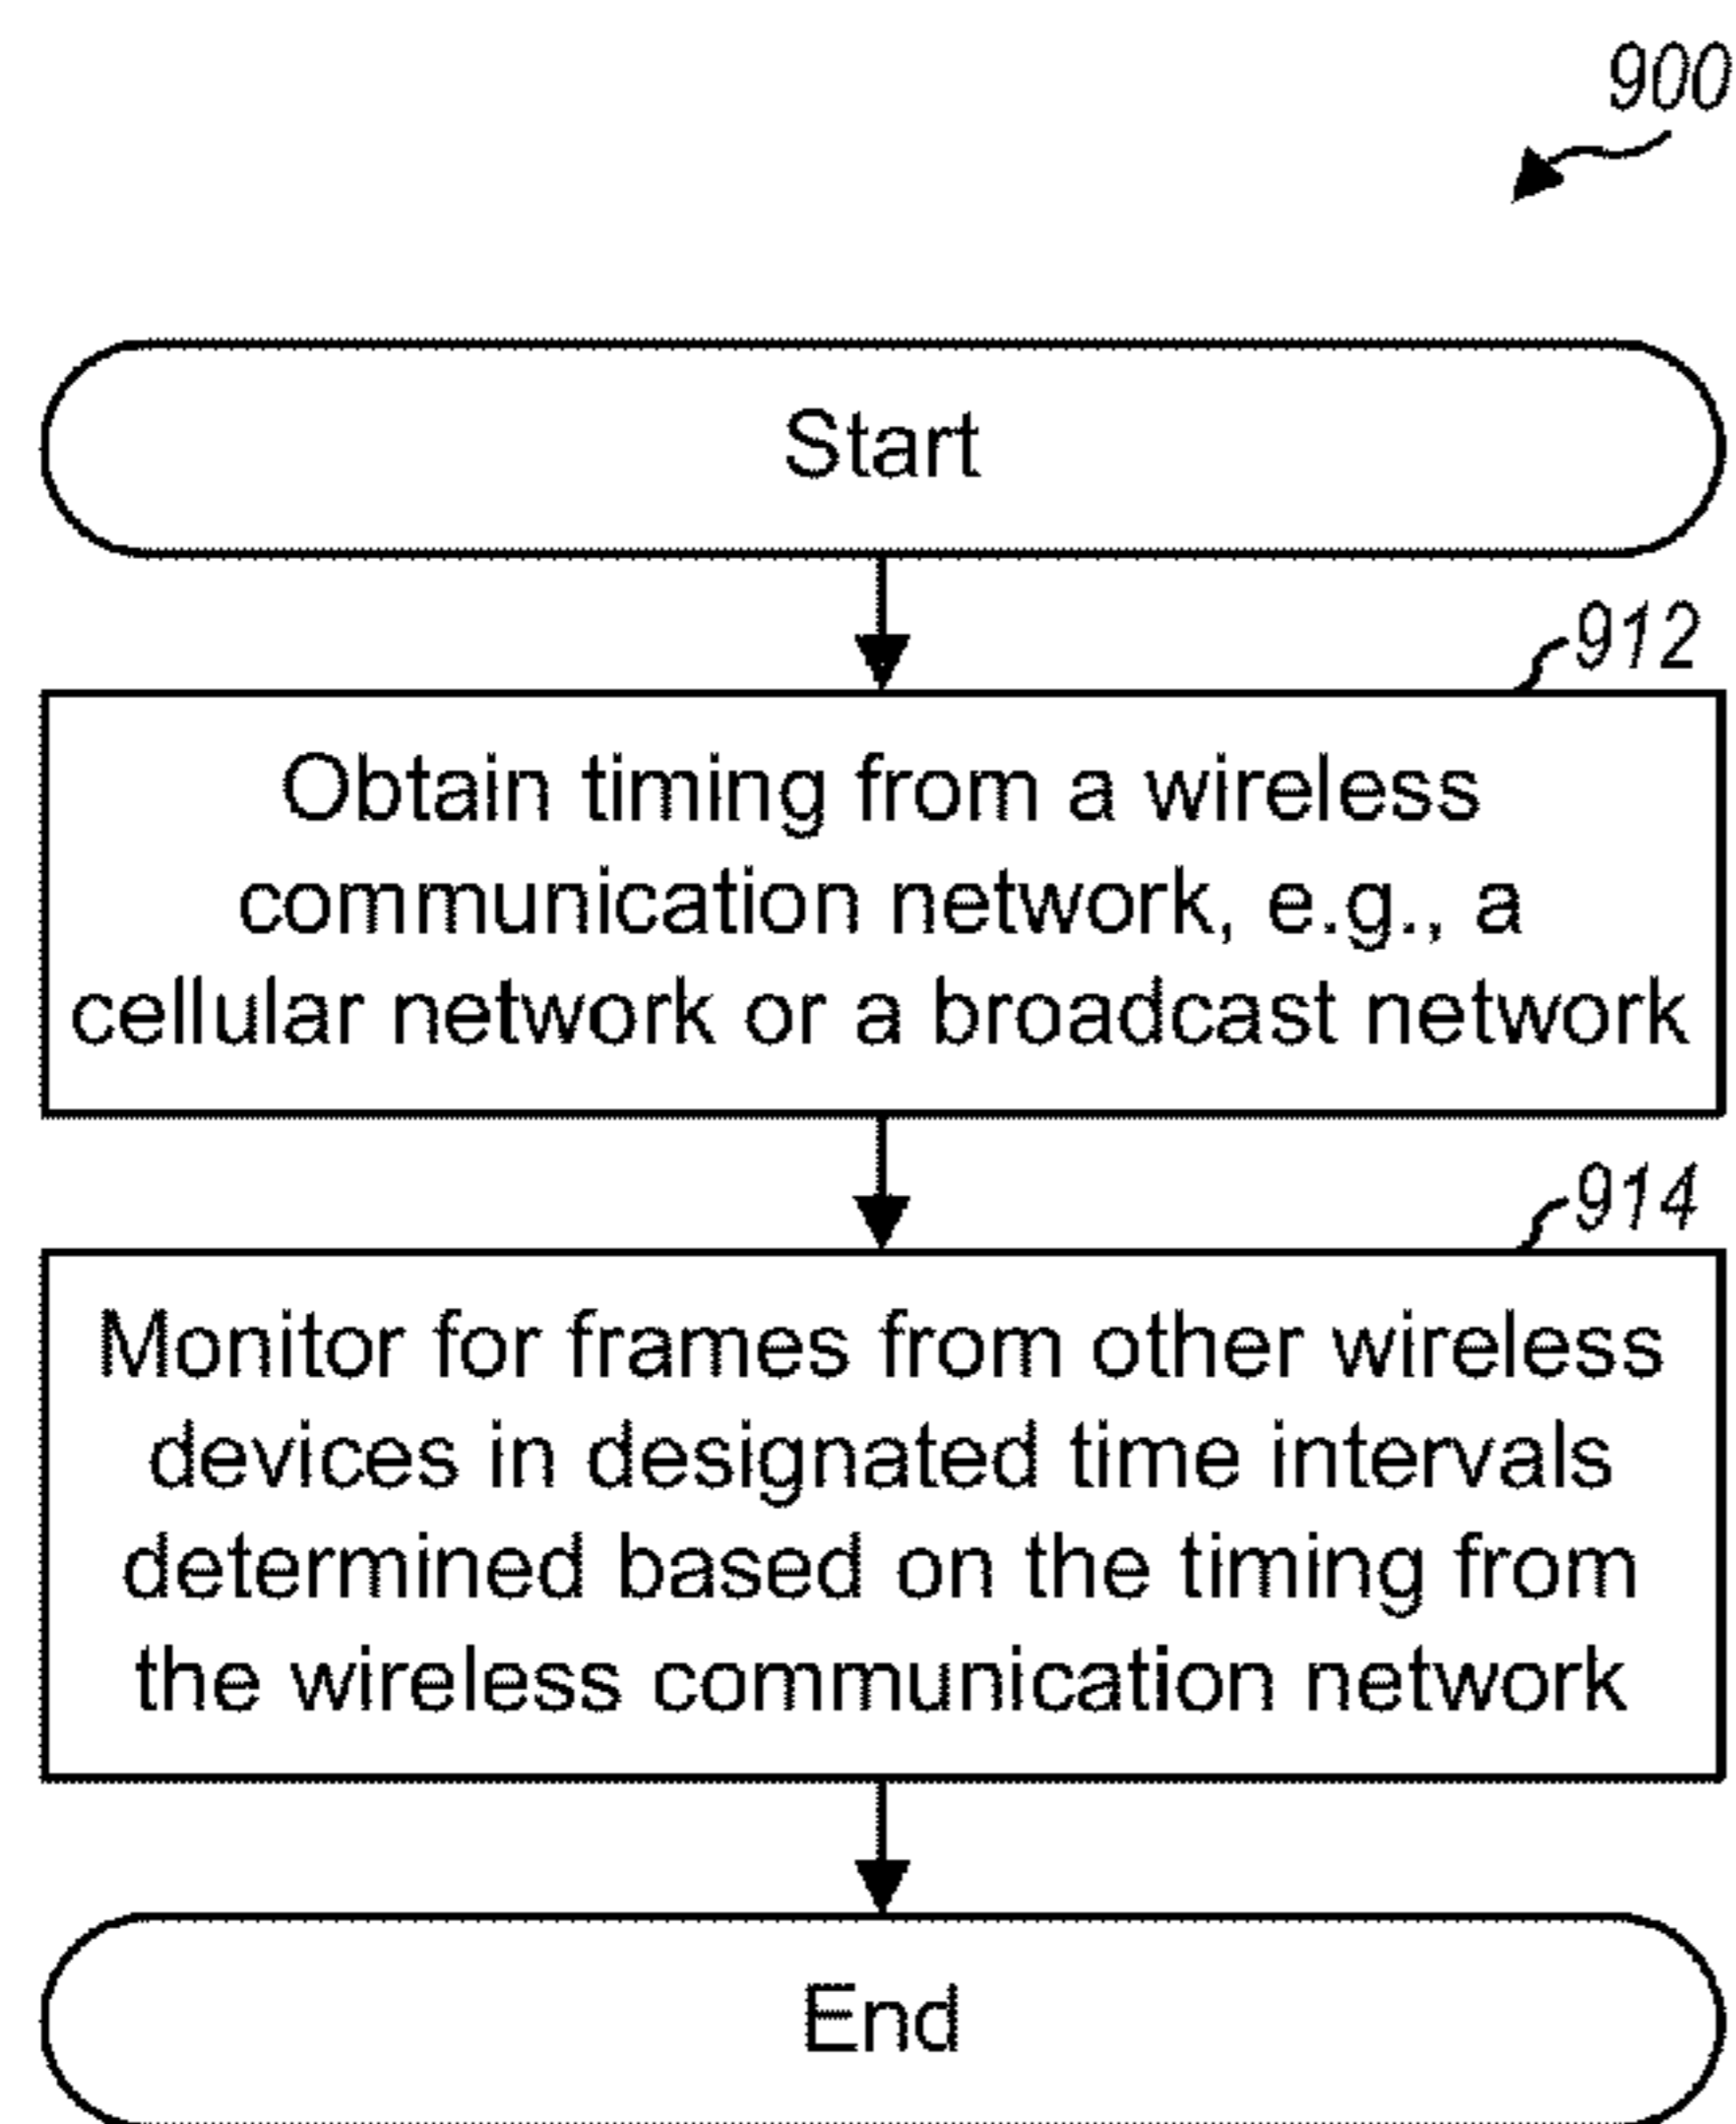 900
Start
912
Obtain timing from a wireless
communication network, e.g., a
cellular network or a broadcast network
914
Monitor for frames from other wireless
devices in designated time intervals
determined based on the timing from
the wireless communication network
End